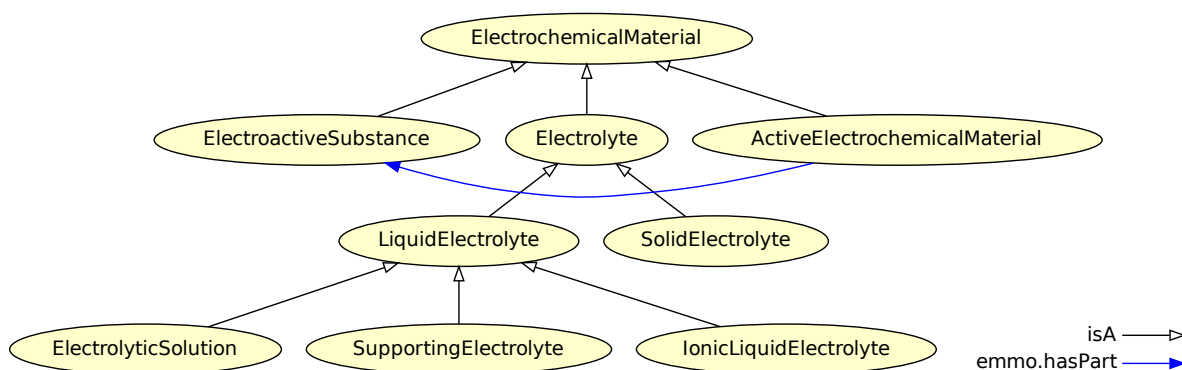 ElectrochemicalMaterial
ElectroactiveSubstance
Electrolyte
ActiveElectrochemicalMaterial
LiquidElectrolyte
SolidElectrolyte
ElectrolyticSolution
SupportingElectrolyte
IonicLiquidElectrolyte
isA
emmo.hasPart